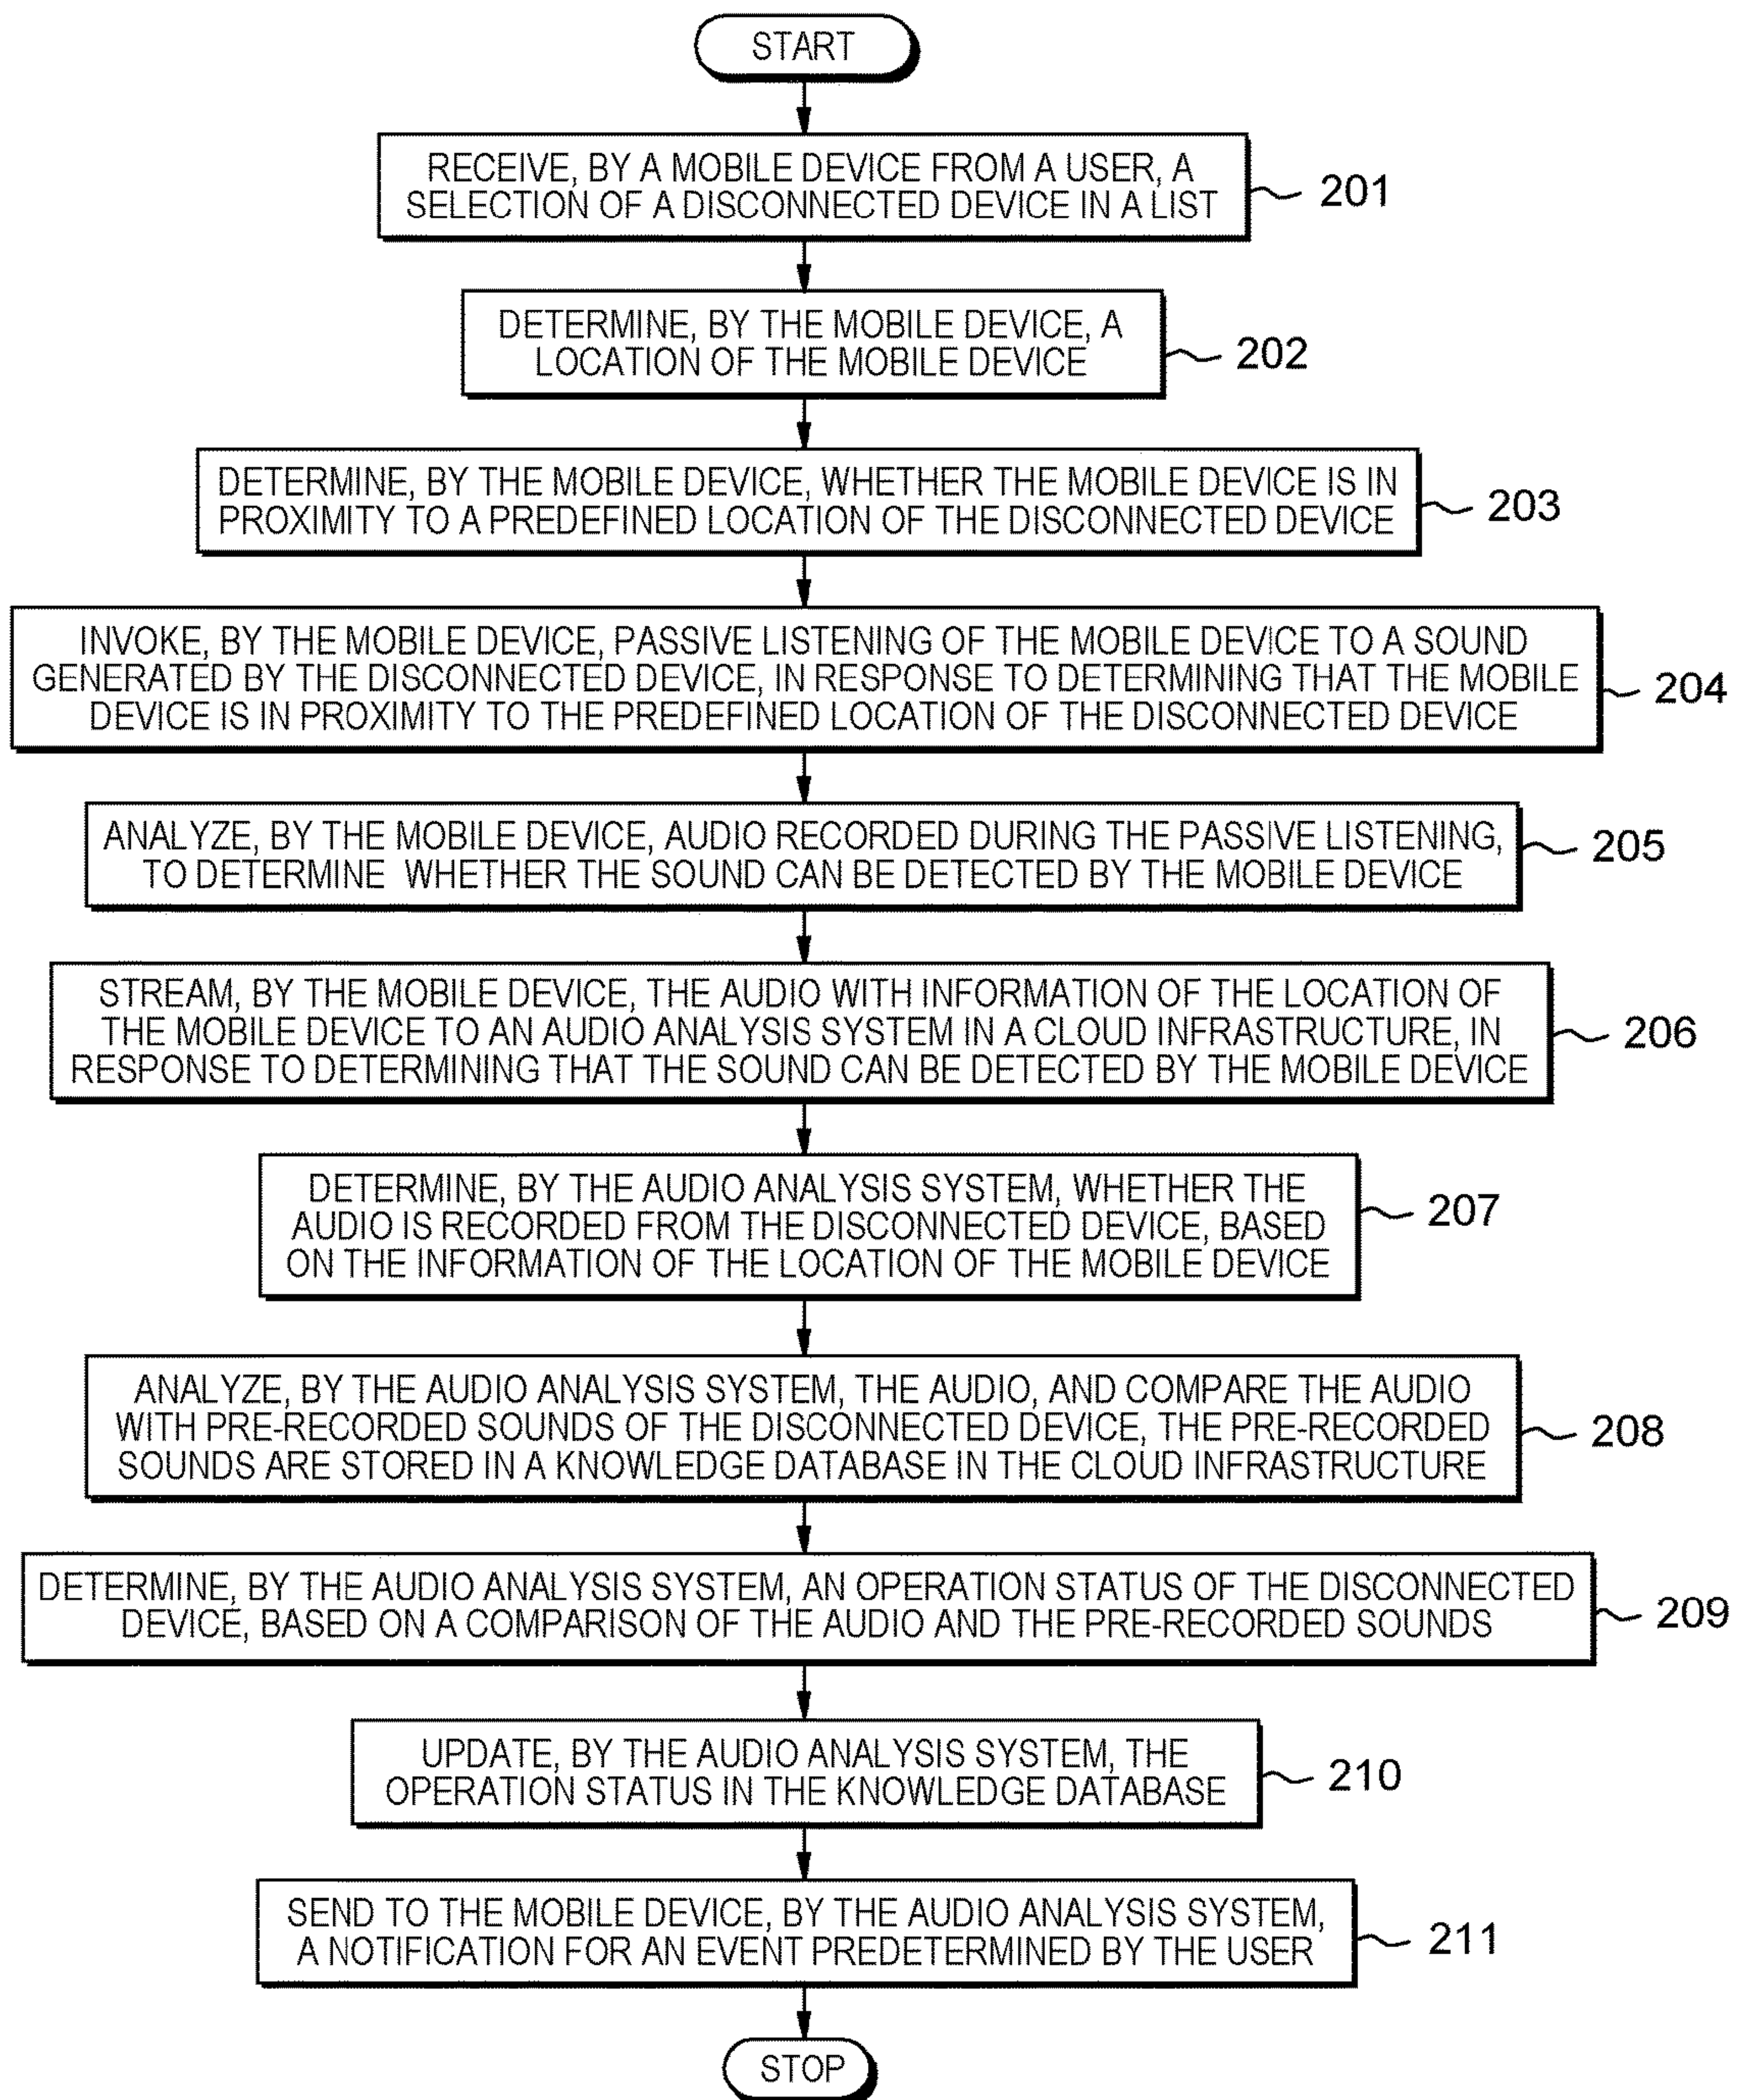 START
RECEIVE, BY A MOBILE DEVICE FROM A USER, A
SELECTION OF A DISCONNECTED DEVICE IN A LIST
201
DETERMINE, BY THE MOBILE DEVICE, A
LOCATION OF THE MOBILE DEVICE
202
DETERMINE, BY THE MOBILE DEVICE, WHETHER THE MOBILE DEVICE IS IN
PROXIMITY TO A PREDEFINED LOCATION OF THE DISCONNECTED DEVICE
203
INVOKE, BY THE MOBILE DEVICE, PASSIVE LISTENING OF THE MOBILE DEVICE TO A SOUND
GENERATED BY THE DISCONNECTED DEVICE, IN RESPONSE TO DETERMINING THAT THE MOBILE
DEVICE IS IN PROXIMITY TO THE PREDEFINED LOCATION OF THE DISCONNECTED DEVICE
204
ANALYZE, BY THE MOBILE DEVICE, AUDIO RECORDED DURING THE PASSIVE LISTENING,
TO DETERMINE WHETHER THE SOUND CAN BE DETECTED BY THE MOBILE DEVICE
205
STREAM, BY THE MOBILE DEVICE, THE AUDIO WITH INFORMATION OF THE LOCATION OF
THE MOBILE DEVICE TO AN AUDIO ANALYSIS SYSTEM IN A CLOUD INFRASTRUCTURE, IN
RESPONSE TO DETERMINING THAT THE SOUND CAN BE DETECTED BY THE MOBILE DEVICE
206
DETERMINE, BY THE AUDIO ANALYSIS SYSTEM, WHETHER THE
AUDIO IS RECORDED FROM THE DISCONNECTED DEVICE, BASED
ON THE INFORMATION OF THE LOCATION OF THE MOBILE DEVICE
207
ANALYZE, BY THE AUDIO ANALYSIS SYSTEM, THE AUDIO, AND COMPARE THE AUDIO
WITH PRE-RECORDED SOUNDS OF THE DISCONNECTED DEVICE, THE PRE-RECORDED
SOUNDS ARE STORED IN A KNOWLEDGE DATABASE IN THE CLOUD INFRASTRUCTURE
208
DETERMINE, BY THE AUDIO ANALYSIS SYSTEM, AN OPERATION STATUS OF THE DISCONNECTED
DEVICE, BASED ON A COMPARISON OF THE AUDIO AND THE PRE-RECORDED SOUNDS
209
UPDATE, BY THE AUDIO ANALYSIS SYSTEM, THE
OPERATION STATUS IN THE KNOWLEDGE DATABASE
210
SEND TO THE MOBILE DEVICE, BY THE AUDIO ANALYSIS SYSTEM,
A NOTIFICATION FOR AN EVENT PREDETERMINED BY THE USER
211
STOP